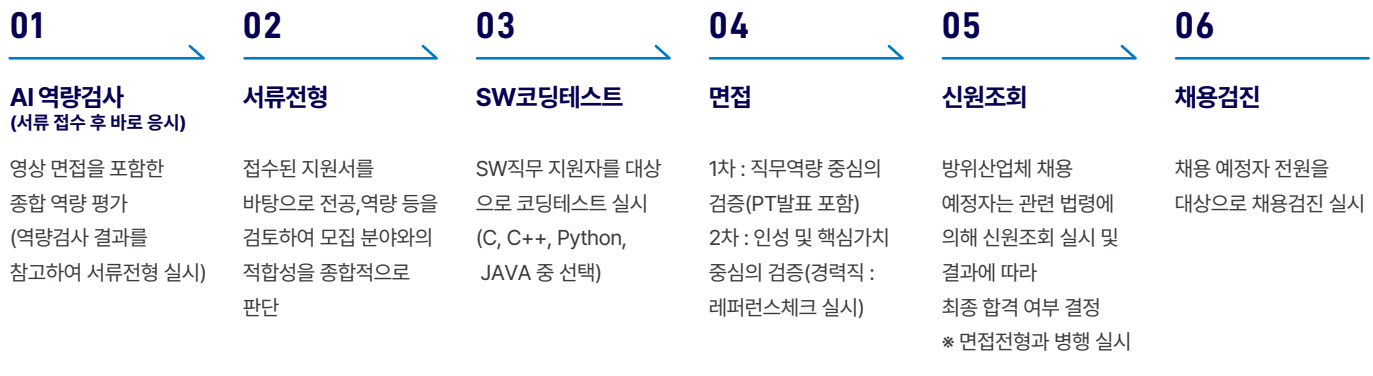 01
AI 역량검사
(서류 접수 후 바로 응시)
영상 면접을 포함한
종합 역량 평가
(역량검사 결과를
참고하여 서류전형 실시)
02
서류전형
접수된 지원서를
바탕으로 전공,역량 등을
검토하여 모집 분야와의
적합성을 종합적으로
판단
03
SW코딩테스트
SW직무 지원자를 대상
으로 코딩테스트 실시
(C, C++, Python,
JAVA 중 선택)
04
면접
1차 : 직무역량 중심의
검증(PT발표 포함)
2차 : 인성 및 핵심가치
중심의 검증(경력직 :
레퍼런스체크 실시)
05
신원조회
방위산업체 채용
예정자는 관련 법령에
의해 신원조회 실시 및
결과에 따라
최종 합격 여부 결정
※ 면접전형과 병행 실시
06
채용검진
채용 예정자 전원을
대상으로 채용검진 실시